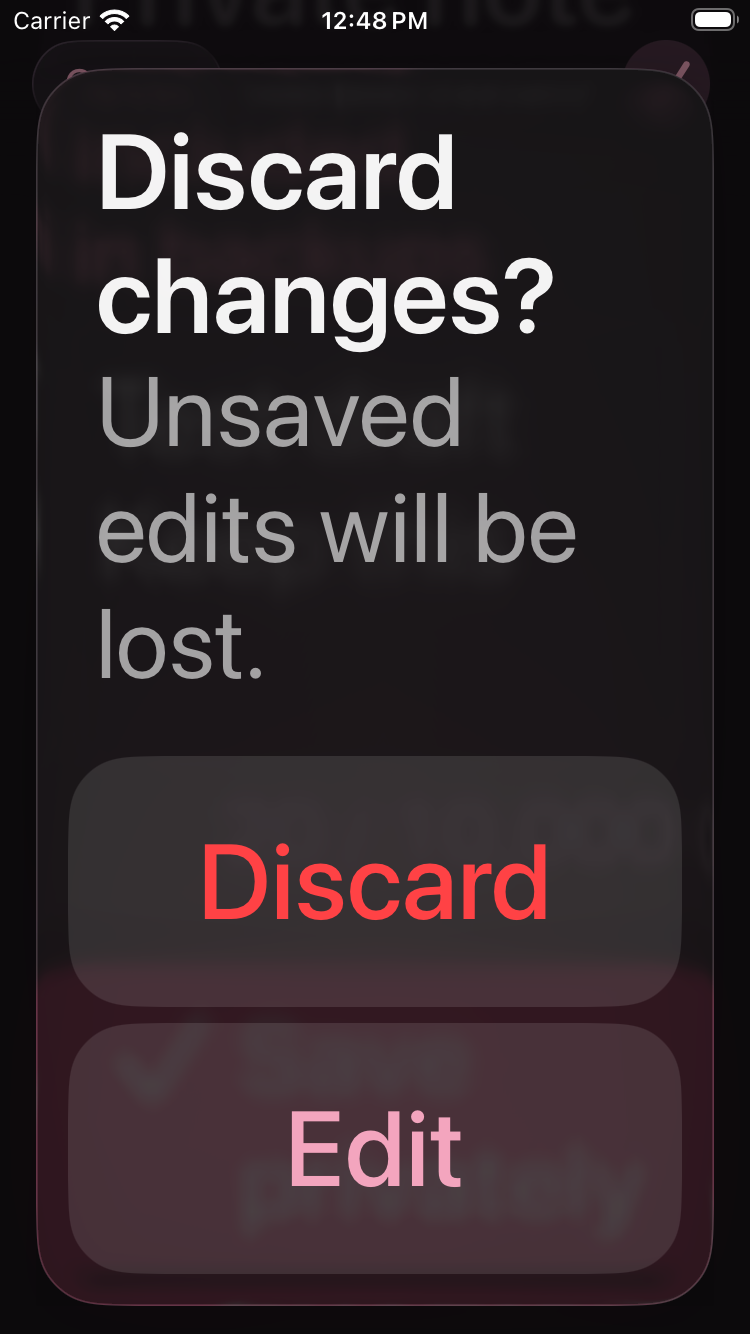 Carrier 12:48 PM
Discard
changes?
Unsaved
edits will be
lost.
Discard
Edit